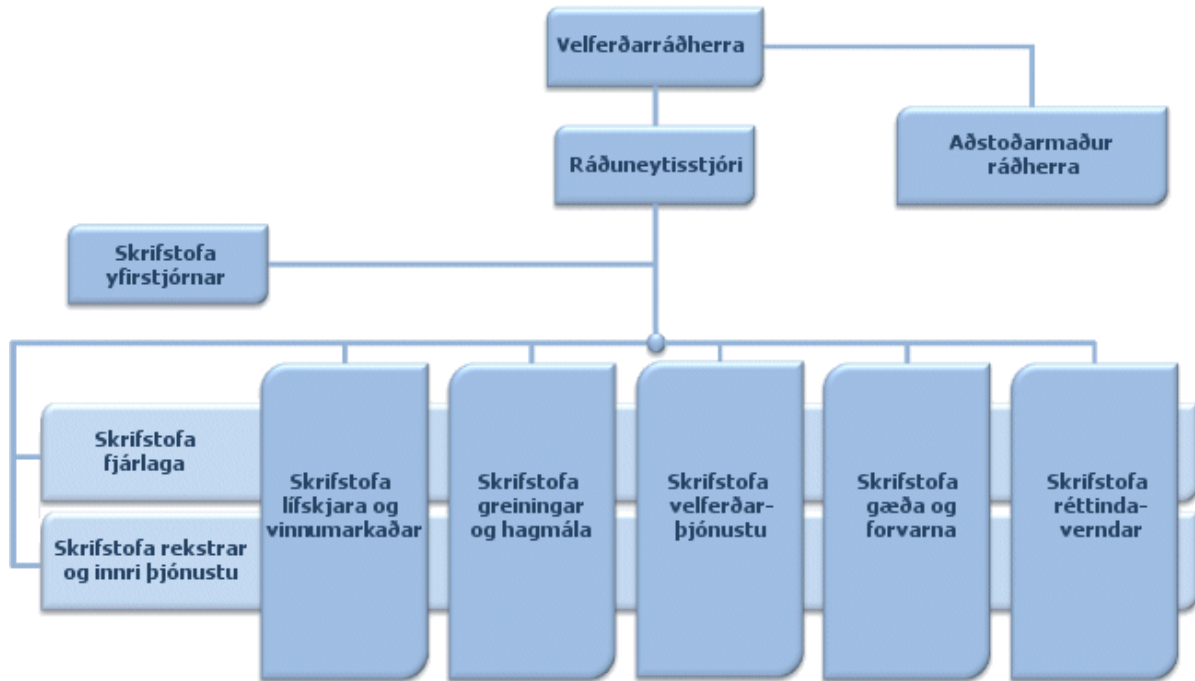 Velferðarráðherra
Ráðuneytisstjóri
Aðstoðarmaður
ráðherra
Skrifstofa
yfirstjórnar
Skrifstofa
fjárlaga
Skrifstofa rekstrar
og innri þjónustu
Skrifstofa
lífskjara og
vinnumarkaðar
Skrifstofa
greiningar
og hagmála
Skrifstofa
velferðar-
þjónustu
Skrifstofa
gæða og
forvarna
Skrifstofa
réttinda-
verndar